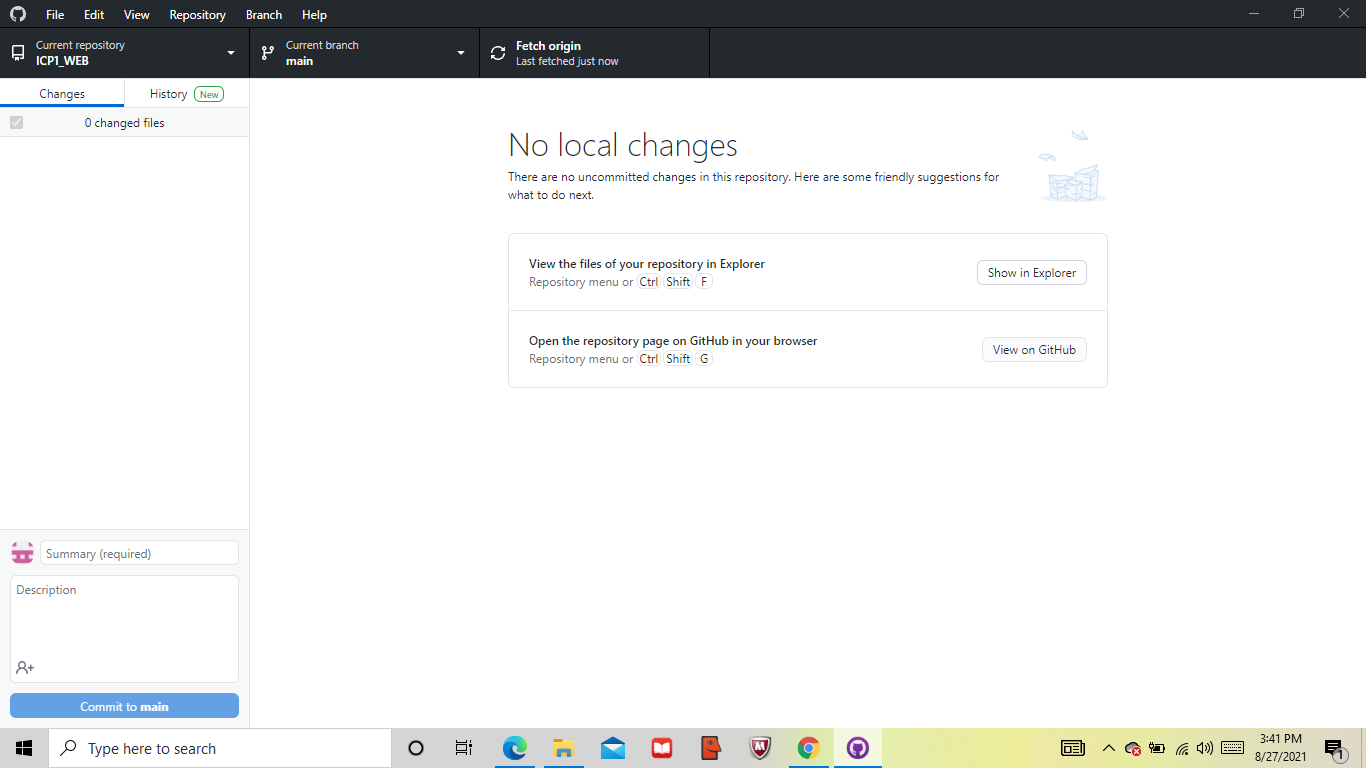 File Edit View Repository Branch Help
Current repository
ICP1_WEB
Current branch
main
Fetch origin
Last fetched just now
Changes
History New
0 changed files
No local changes
There are no uncommitted changes in this repository. Here are some friendly suggestions for
what to do next.
View the files of your repository in Explorer
Repository menu or Ctrl Shift F
Show in Explorer
Open the repository page on GitHub in your browser
Repository menu or Ctrl Shift G
View on GitHub
Summary (required)
Description
Commit to main
Type here to search
3:41 PM
8/27/2021
1